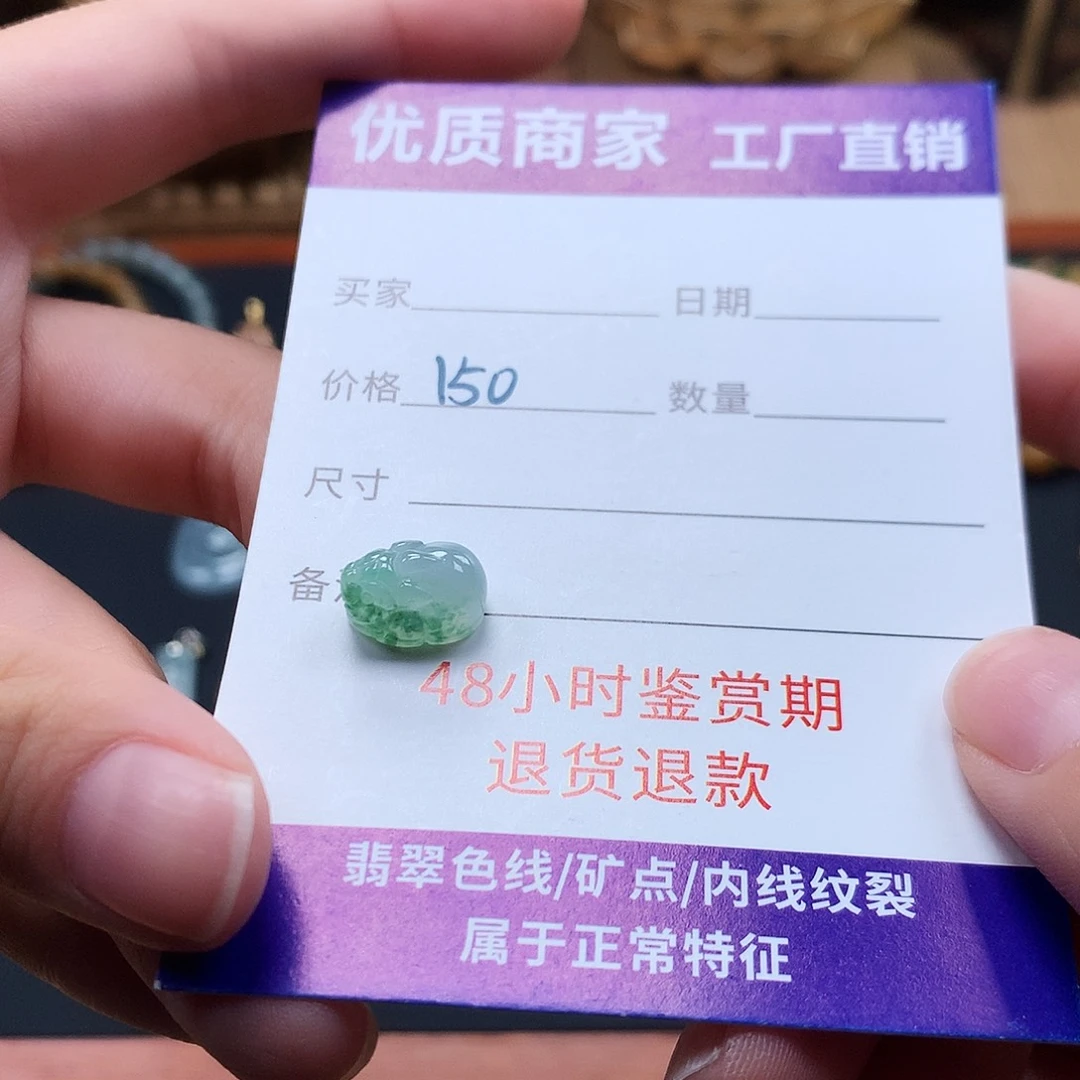 优质商家 工厂直销
买家 日期
价格 150 数量
尺寸
备
48小时鉴赏期
退货退款
翡翠色线/矿点/内线纹裂
属于正常特征